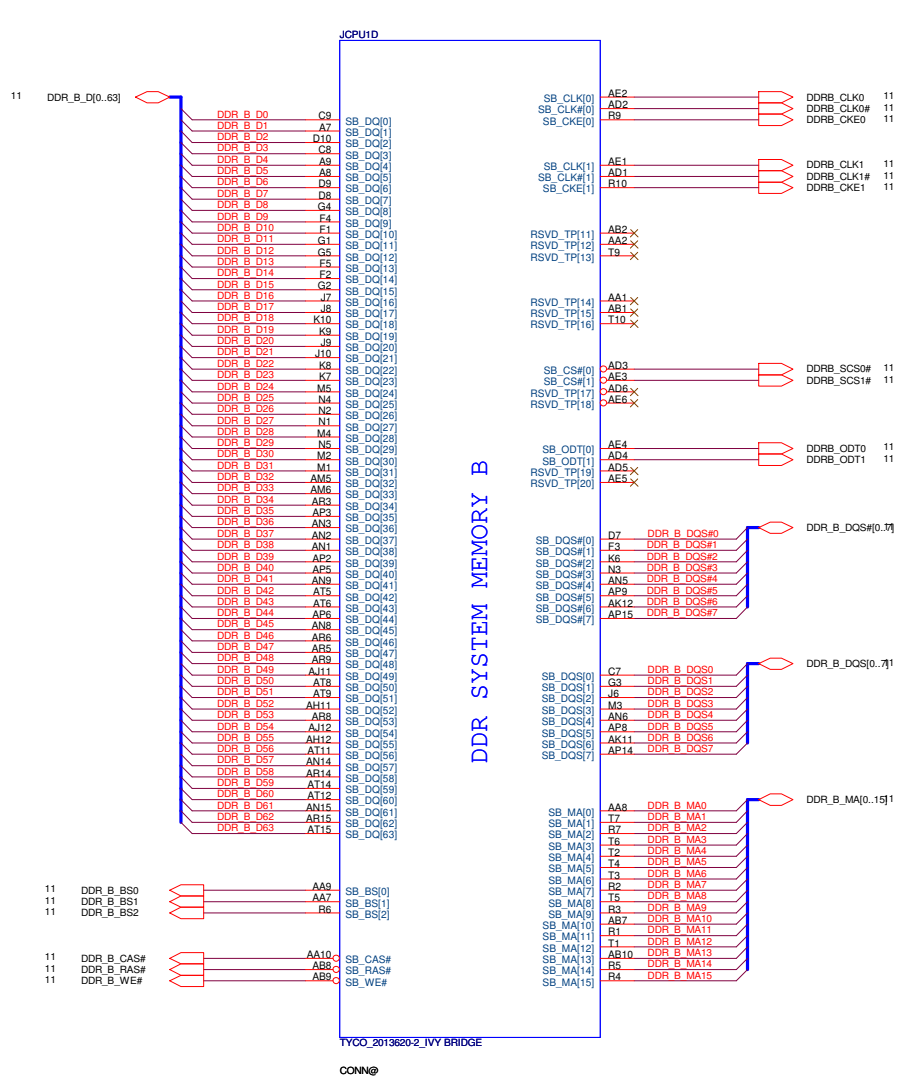 JCPU1D
11 DDR_B_D[0..63]
DDR_B_D0 C9 SB_DQ[0]
DDR_B_D1 A7 SB_DQ[1]
DDR_B_D2 D10 SB_DQ[2]
DDR_B_D3 C8 SB_DQ[3]
DDR_B_D4 A9 SB_DQ[4]
DDR_B_D5 A8 SB_DQ[5]
DDR_B_D6 D9 SB_DQ[6]
DDR_B_D7 D8 SB_DQ[7]
DDR_B_D8 G4 SB_DQ[8]
DDR_B_D9 F4 SB_DQ[9]
DDR_B_D10 F1 SB_DQ[10]
DDR_B_D11 G1 SB_DQ[11]
DDR_B_D12 G5 SB_DQ[12]
DDR_B_D13 F5 SB_DQ[13]
DDR_B_D14 F2 SB_DQ[14]
DDR_B_D15 G2 SB_DQ[15]
DDR_B_D16 J7 SB_DQ[16]
DDR_B_D17 J8 SB_DQ[17]
DDR_B_D18 K10 SB_DQ[18]
DDR_B_D19 K9 SB_DQ[19]
DDR_B_D20 J9 SB_DQ[20]
DDR_B_D21 J10 SB_DQ[21]
DDR_B_D22 K8 SB_DQ[22]
DDR_B_D23 K7 SB_DQ[23]
DDR_B_D24 M5 SB_DQ[24]
DDR_B_D25 N4 SB_DQ[25]
DDR_B_D26 N2 SB_DQ[26]
DDR_B_D27 N1 SB_DQ[27]
DDR_B_D28 M4 SB_DQ[28]
DDR_B_D29 N5 SB_DQ[29]
DDR_B_D30 M2 SB_DQ[30]
DDR_B_D31 M1 SB_DQ[31]
DDR_B_D32 AM5 SB_DQ[32]
DDR_B_D33 AM6 SB_DQ[33]
DDR_B_D34 AR3 SB_DQ[34]
DDR_B_D35 AP3 SB_DQ[35]
DDR_B_D36 AN3 SB_DQ[36]
DDR_B_D37 AN2 SB_DQ[37]
DDR_B_D38 AN1 SB_DQ[38]
DDR_B_D39 AP2 SB_DQ[39]
DDR_B_D40 AP5 SB_DQ[40]
DDR_B_D41 AN9 SB_DQ[41]
DDR_B_D42 AT5 SB_DQ[42]
DDR_B_D43 AT6 SB_DQ[43]
DDR_B_D44 AP6 SB_DQ[44]
DDR_B_D45 AN8 SB_DQ[45]
DDR_B_D46 AR6 SB_DQ[46]
DDR_B_D47 AR5 SB_DQ[47]
DDR_B_D48 AR9 SB_DQ[48]
DDR_B_D49 AJ11 SB_DQ[49]
DDR_B_D50 AT8 SB_DQ[50]
DDR_B_D51 AT9 SB_DQ[51]
DDR_B_D52 AH11 SB_DQ[52]
DDR_B_D53 AR8 SB_DQ[53]
DDR_B_D54 AJ12 SB_DQ[54]
DDR_B_D55 AH12 SB_DQ[55]
DDR_B_D56 AT11 SB_DQ[56]
DDR_B_D57 AN14 SB_DQ[57]
DDR_B_D58 AR14 SB_DQ[58]
DDR_B_D59 AT14 SB_DQ[59]
DDR_B_D60 AT12 SB_DQ[60]
DDR_B_D61 AN15 SB_DQ[61]
DDR_B_D62 AR15 SB_DQ[62]
DDR_B_D63 AT15 SB_DQ[63]
11 DDR_B_BS0 AA9 SB_BS[0]
11 DDR_B_BS1 AA7 SB_BS[1]
11 DDR_B_BS2 R6 SB_BS[2]
11 DDR_B_CAS# AA10 SB_CAS#
11 DDR_B_RAS# AB8 SB_RAS#
11 DDR_B_WE# AB9 SB_WE#
DDR SYSTEM MEMORY B
SB_CLK[0] AE2 DDRB_CLK0 11
SB_CLK#[0] AD2 DDRB_CLK0# 11
SB_CKE[0] R9 DDRB_CKE0 11
SB_CLK[1] AE1 DDRB_CLK1 11
SB_CLK#[1] AD1 DDRB_CLK1# 11
SB_CKE[1] R10 DDRB_CKE1 11
RSVD_TP[11] AB2
RSVD_TP[12] AA2
RSVD_TP[13] T9
RSVD_TP[14] AA1
RSVD_TP[15] AB1
RSVD_TP[16] T10
SB_CS#[0] AD3 DDRB_SCS0# 11
SB_CS#[1] AE3 DDRB_SCS1# 11
RSVD_TP[17] AD6
RSVD_TP[18] AE6
SB_ODT[0] AE4 DDRB_ODT0 11
SB_ODT[1] AD4 DDRB_ODT1 11
RSVD_TP[19] AD5
RSVD_TP[20] AE5
DDR_B_DQS#[0..7] 11
SB_DQS#[0] D7 DDR_B_DQS#0
SB_DQS#[1] F3 DDR_B_DQS#1
SB_DQS#[2] K6 DDR_B_DQS#2
SB_DQS#[3] N3 DDR_B_DQS#3
SB_DQS#[4] AN5 DDR_B_DQS#4
SB_DQS#[5] AP9 DDR_B_DQS#5
SB_DQS#[6] AK12 DDR_B_DQS#6
SB_DQS#[7] AP15 DDR_B_DQS#7
DDR_B_DQS[0..7] 11
SB_DQS[0] C7 DDR_B_DQS0
SB_DQS[1] G3 DDR_B_DQS1
SB_DQS[2] J6 DDR_B_DQS2
SB_DQS[3] M3 DDR_B_DQS3
SB_DQS[4] AN6 DDR_B_DQS4
SB_DQS[5] AP8 DDR_B_DQS5
SB_DQS[6] AK11 DDR_B_DQS6
SB_DQS[7] AP14 DDR_B_DQS7
DDR_B_MA[0..15] 11
SB_MA[0] AA8 DDR_B_MA0
SB_MA[1] T7 DDR_B_MA1
SB_MA[2] R7 DDR_B_MA2
SB_MA[3] T6 DDR_B_MA3
SB_MA[4] T2 DDR_B_MA4
SB_MA[5] T4 DDR_B_MA5
SB_MA[6] T3 DDR_B_MA6
SB_MA[7] R2 DDR_B_MA7
SB_MA[8] T5 DDR_B_MA8
SB_MA[9] R3 DDR_B_MA9
SB_MA[10] AB7 DDR_B_MA10
SB_MA[11] R1 DDR_B_MA11
SB_MA[12] T1 DDR_B_MA12
SB_MA[13] AB10 DDR_B_MA13
SB_MA[14] R5 DDR_B_MA14
SB_MA[15] R4 DDR_B_MA15
TYCO_2013620-2_IVY BRIDGE
CONN@